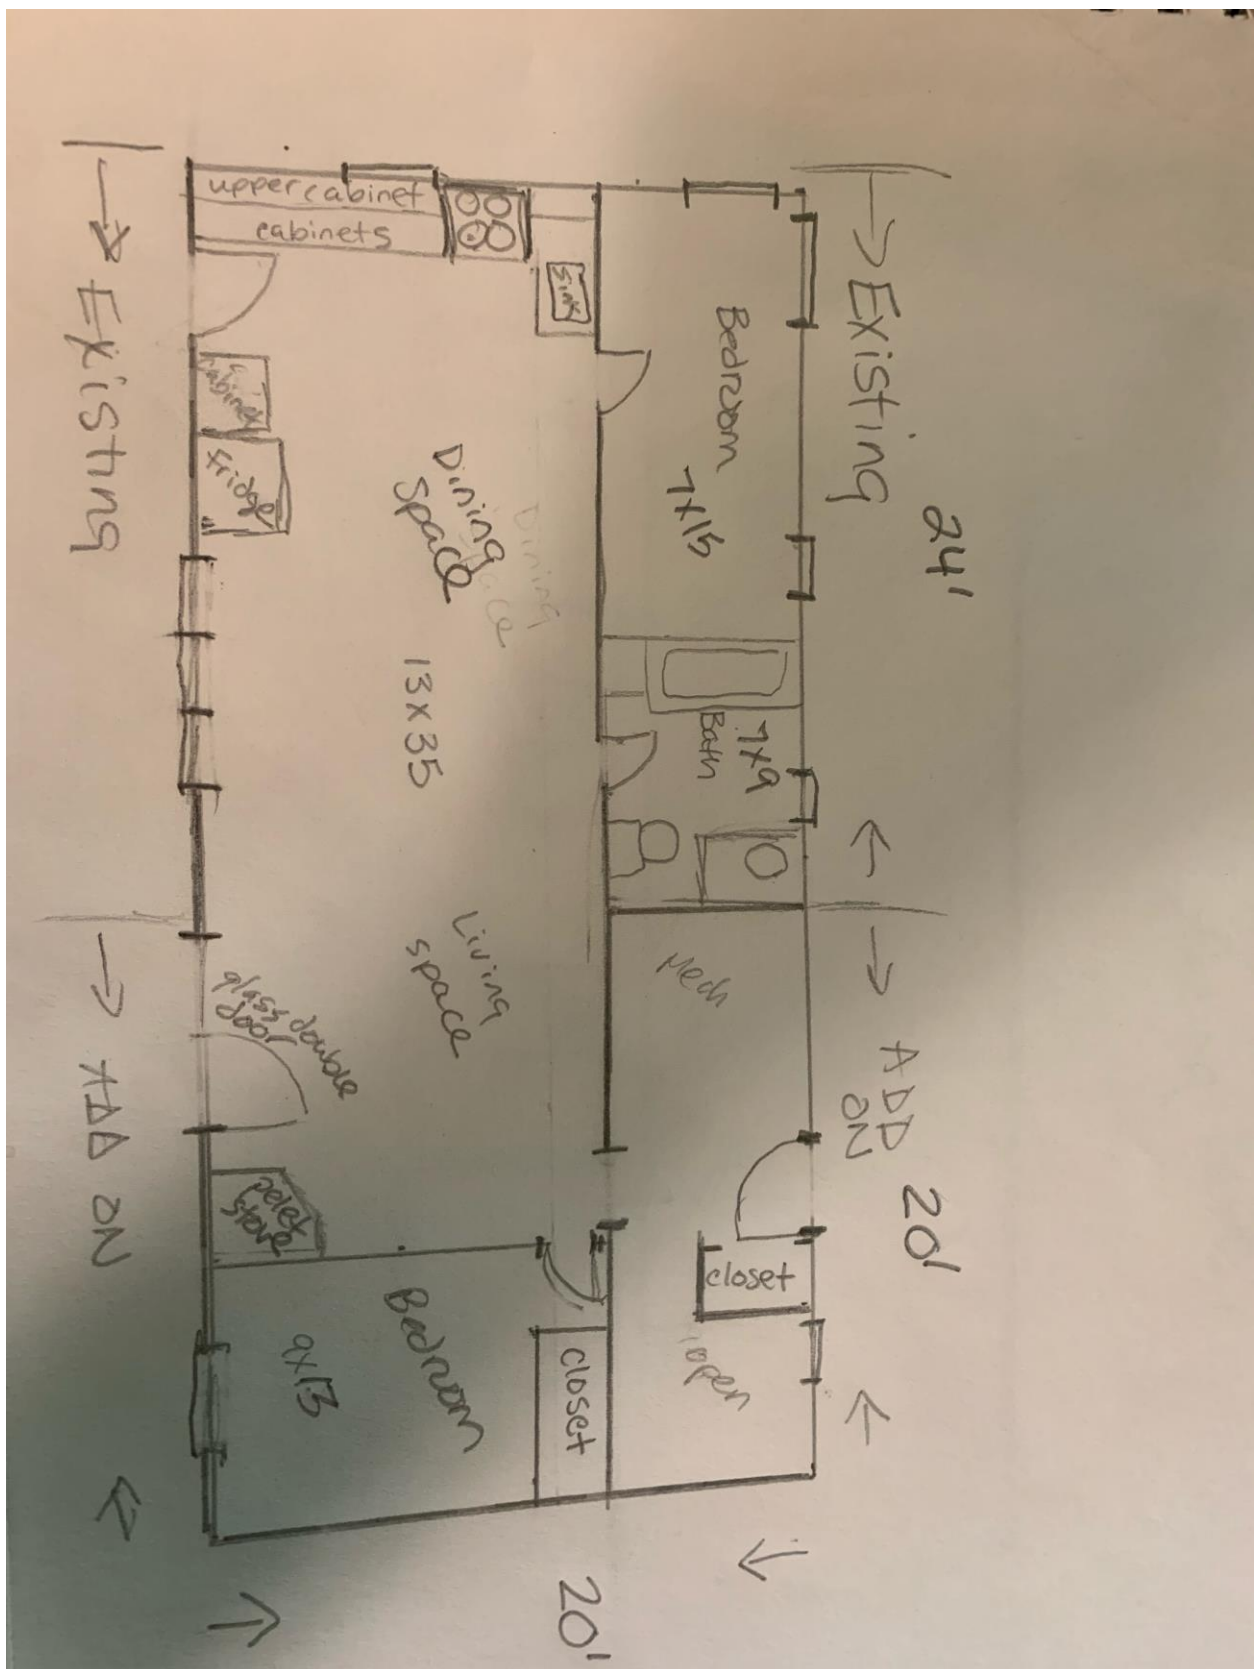 upper cabinet
cabinets
Sink
Existing
Existing
24'
Bedroom
7x15
cabinet
fridge
Dining
Space
Dining
13x35
Bath
7x9
Living
space
Mech
glass double
door
ADD ON
ADD
ON
20'
pelet
stove
closet
open
Bedroom
9x13
closet
20'